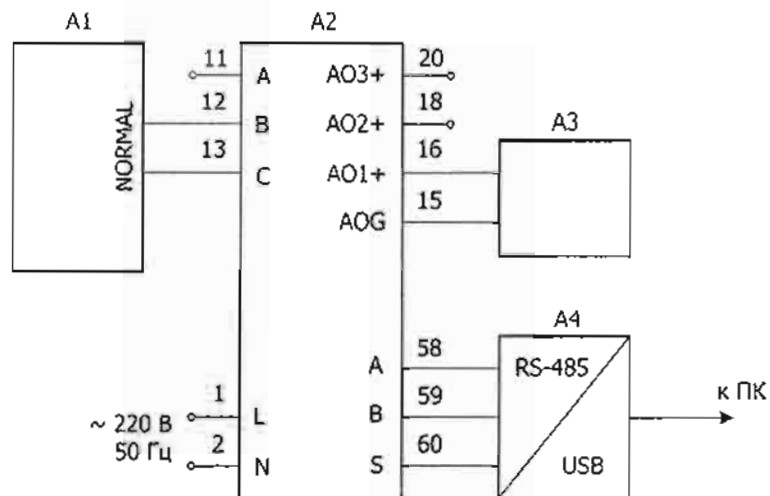 A1
A2
11
A
AO3+
20
12
B
AO2+
18
A3
NORMAL
13
C
AO1+
16
AOG
15
A4
A
58
RS-485
к ПК
1
L
B
59
~ 220 В
2
50 Гц
N
S
60
USB